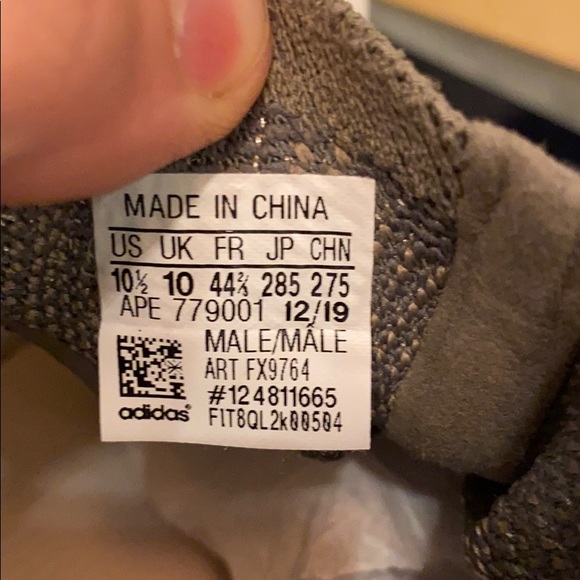 MADE IN CHINA
US UK FR JP CHN
10½ 10 44⅔ 285 275
APE 779001 12/19
MALE/MÂLE
ART FX9764
#124811665
adidas® F1T8QL2k00504